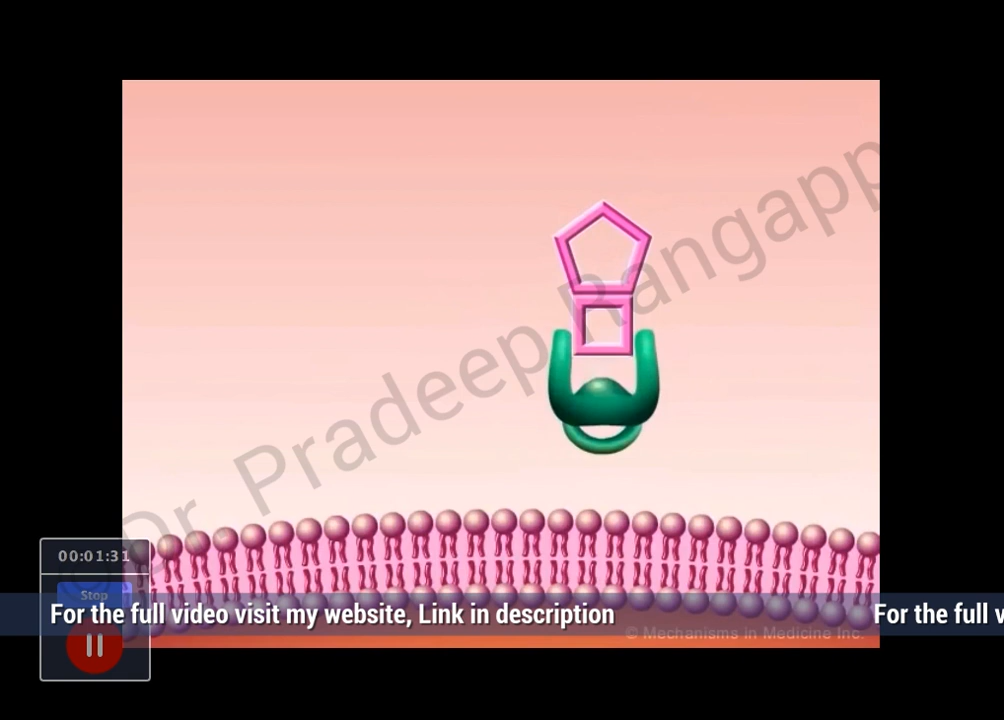 Dr. Pradeep Rangapp
00:01:31
Stop
For the full video visit my website, Link in description
For the full v
© Mechanisms in Medicine Inc.